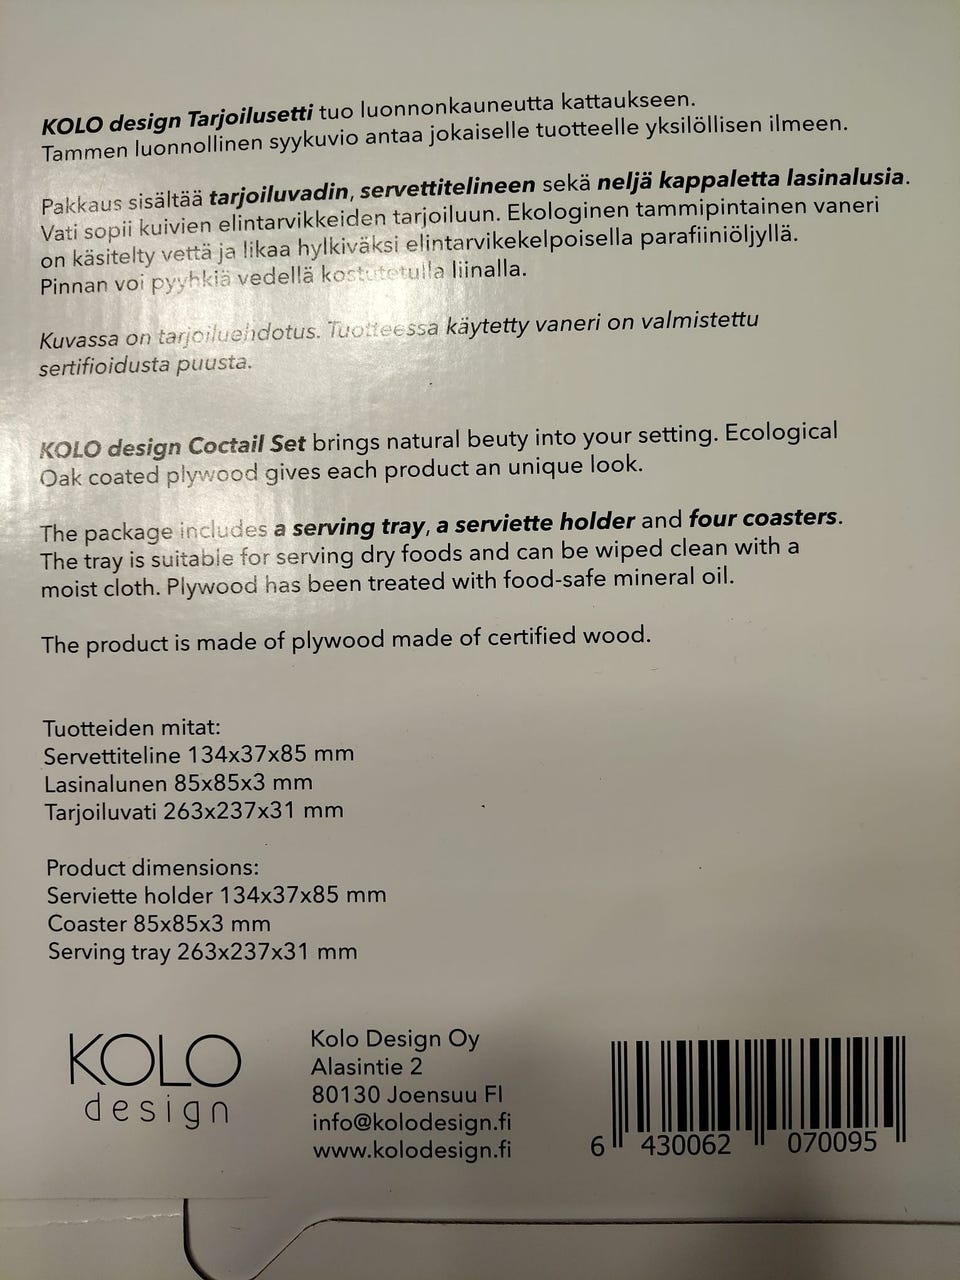 KOLO design Tarjoilusetti tuo luonnonkauneutta kattaukseen.
Tammen luonnollinen syykuvio antaa jokaiselle tuotteelle yksilöllisen ilmeen.
Pakkaus sisältää tarjoiluvadin, servettitelineen sekä neljä kappaletta lasinalusia.
Vati sopii kuivien elintarvikkeiden tarjoiluun. Ekologinen tammipintainen vaneri
on käsitelty vettä ja likaa hylkiväksi elintarvikekelpoisella parafiiniöljyllä.
Pinnan voi pyyhkiä vedellä kostutetulla liinalla.
Kuvassa on tarjoiluehdotus. Tuotteessa käytetty vaneri on valmistettu
sertifioidusta puusta.
KOLO design Coctail Set brings natural beuty into your setting. Ecological
Oak coated plywood gives each product an unique look.
The package includes a serving tray, a serviette holder and four coasters.
The tray is suitable for serving dry foods and can be wiped clean with a
moist cloth. Plywood has been treated with food-safe mineral oil.
The product is made of plywood made of certified wood.
Tuotteiden mitat:
Servettiteline 134x37x85 mm
Lasinalunen 85x85x3 mm
Tarjoiluvati 263x237x31 mm
Product dimensions:
Serviette holder 134x37x85 mm
Coaster 85x85x3 mm
Serving tray 263x237x31 mm
KOLO
design
Kolo Design Oy
Alasintie 2
80130 Joensuu FI
info@kolodesign.fi
www.kolodesign.fi
6 430062 070095